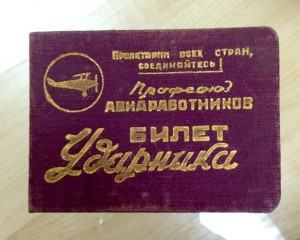 Пролетарии всех стран,
соединяйтесь!
Профсоюз
АВИАРАБОТНИКОВ
БИЛЕТ
Ударника